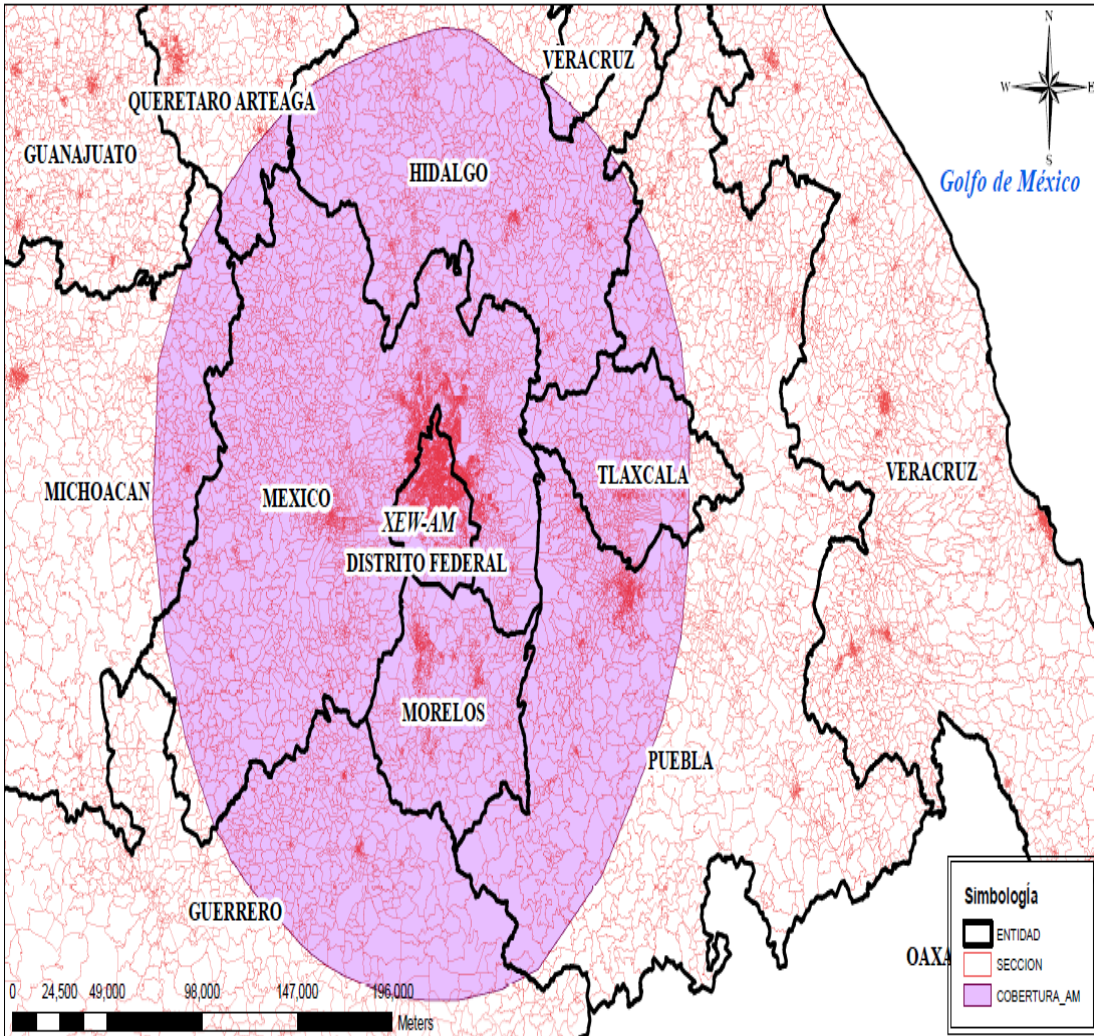 N
W E
S
VERACRUZ
QUERETARO ARTEAGA
GUANAJUATO
HIDALGO
Golfo de México
MICHOACAN
MEXICO
TLAXCALA
VERACRUZ
XEW-AM
DISTRITO FEDERAL
MORELOS
PUEBLA
GUERRERO
OAXA
Simbología
ENTIDAD
SECCION
COBERTURA_AM
0 24,500 49,000 98,000 147,000 196,000
Meters